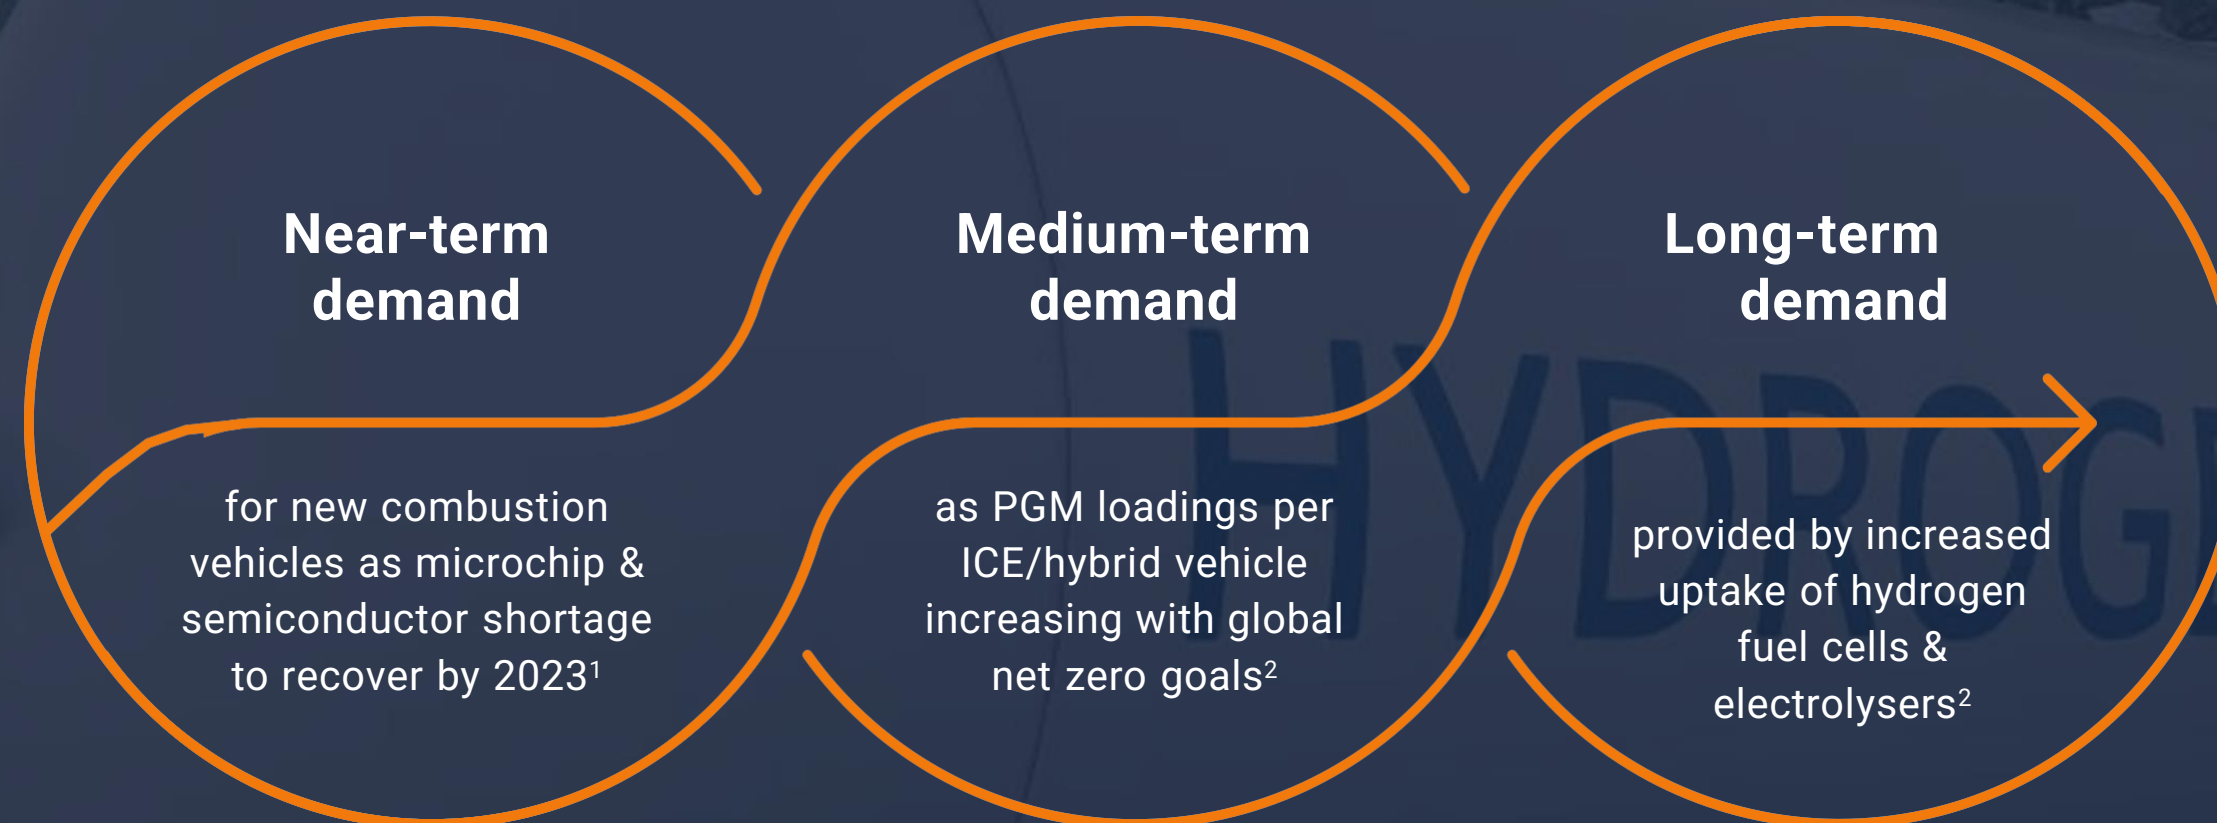 Near-term
demand
for new combustion
vehicles as microchip &
semiconductor shortage
to recover by 2023¹
Medium-term
demand
as PGM loadings per
ICE/hybrid vehicle
increasing with global
net zero goals²
Long-term
demand
provided by increased
uptake of hydrogen
fuel cells &
electrolysers²
HYDROG